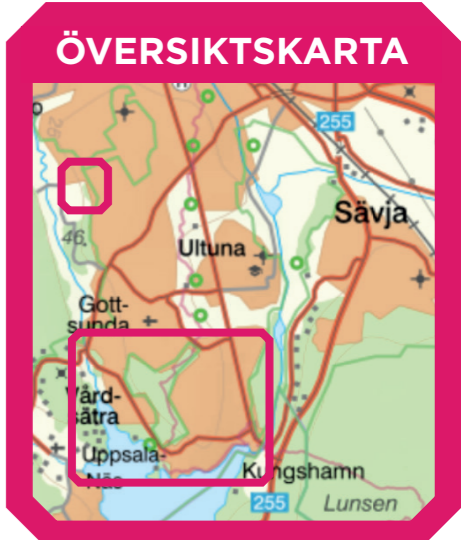 ÖVERSIKTSKARTA
255
Sävja
46
Ultuna
Gott-
sunda
Vård-
sätra
Uppsala-
Näs
Kungshamn
255
Lunsen